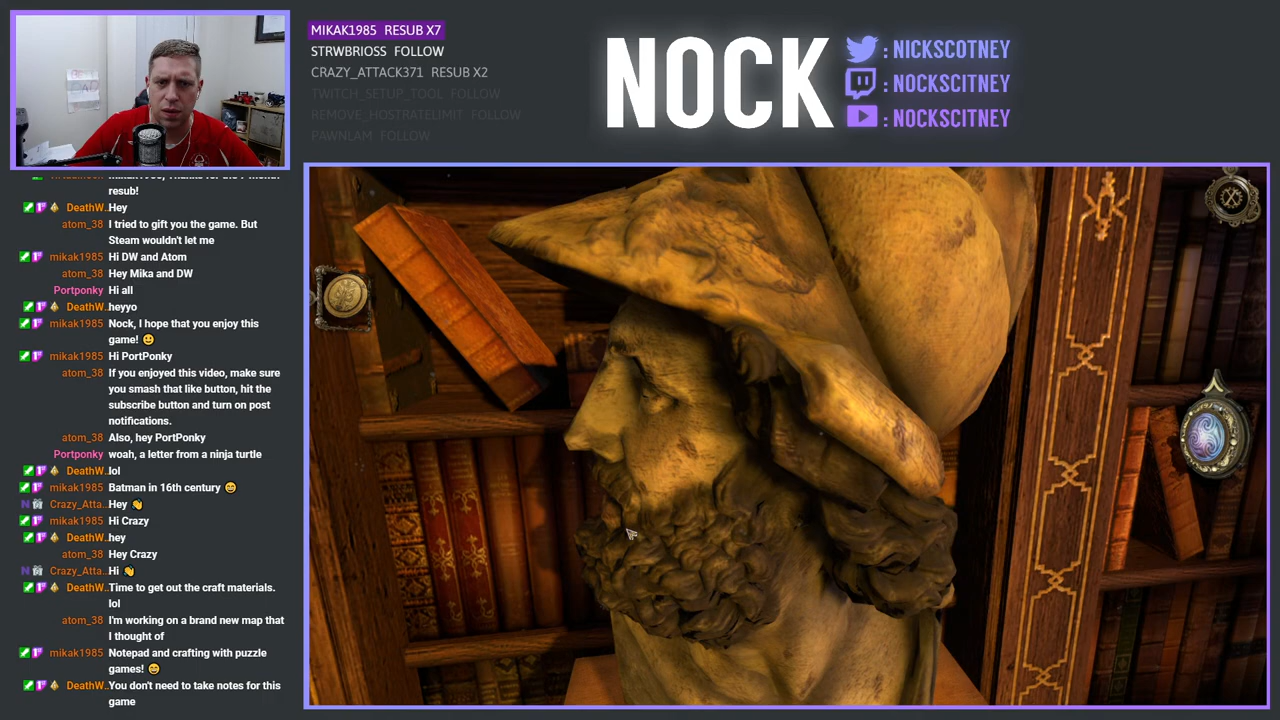 MIKAK1985 RESUB X7
STRWBRIOSS FOLLOW
CRAZY_ATTACK371 RESUB X2
TWITCH_SETUP_TOOL FOLLOW
REMOVE_HOSTRATELIMIT FOLLOW
PAWNLAM FOLLOW
NOCK
: NICKSCOTNEY
: NOCKSCITNEY
: NOCKSCITNEY
resub!
DeathW.. Hey
atom_38 I tried to gift you the game. But
Steam wouldn't let me
mikak1985 Hi DW and Atom
atom_38 Hey Mika and DW
Portponky Hi all
DeathW.. heyyo
mikak1985 Nock, I hope that you enjoy this
game! 🙂
mikak1985 Hi PortPonky
atom_38 If you enjoyed this video, make sure
you smash that like button, hit the
subscribe button and turn on post
notifications.
atom_38 Also, hey PortPonky
Portponky woah, a letter from a ninja turtle
DeathW.. lol
mikak1985 Batman in 16th century 😄
Crazy_Atta.. Hey 👋
mikak1985 Hi Crazy
DeathW.. hey
atom_38 Hey Crazy
Crazy_Atta.. Hi 👋
DeathW.. Time to get out the craft materials.
lol
atom_38 I'm working on a brand new map that
I thought of
mikak1985 Notepad and crafting with puzzle
games! 😄
DeathW.. You don't need to take notes for this
game